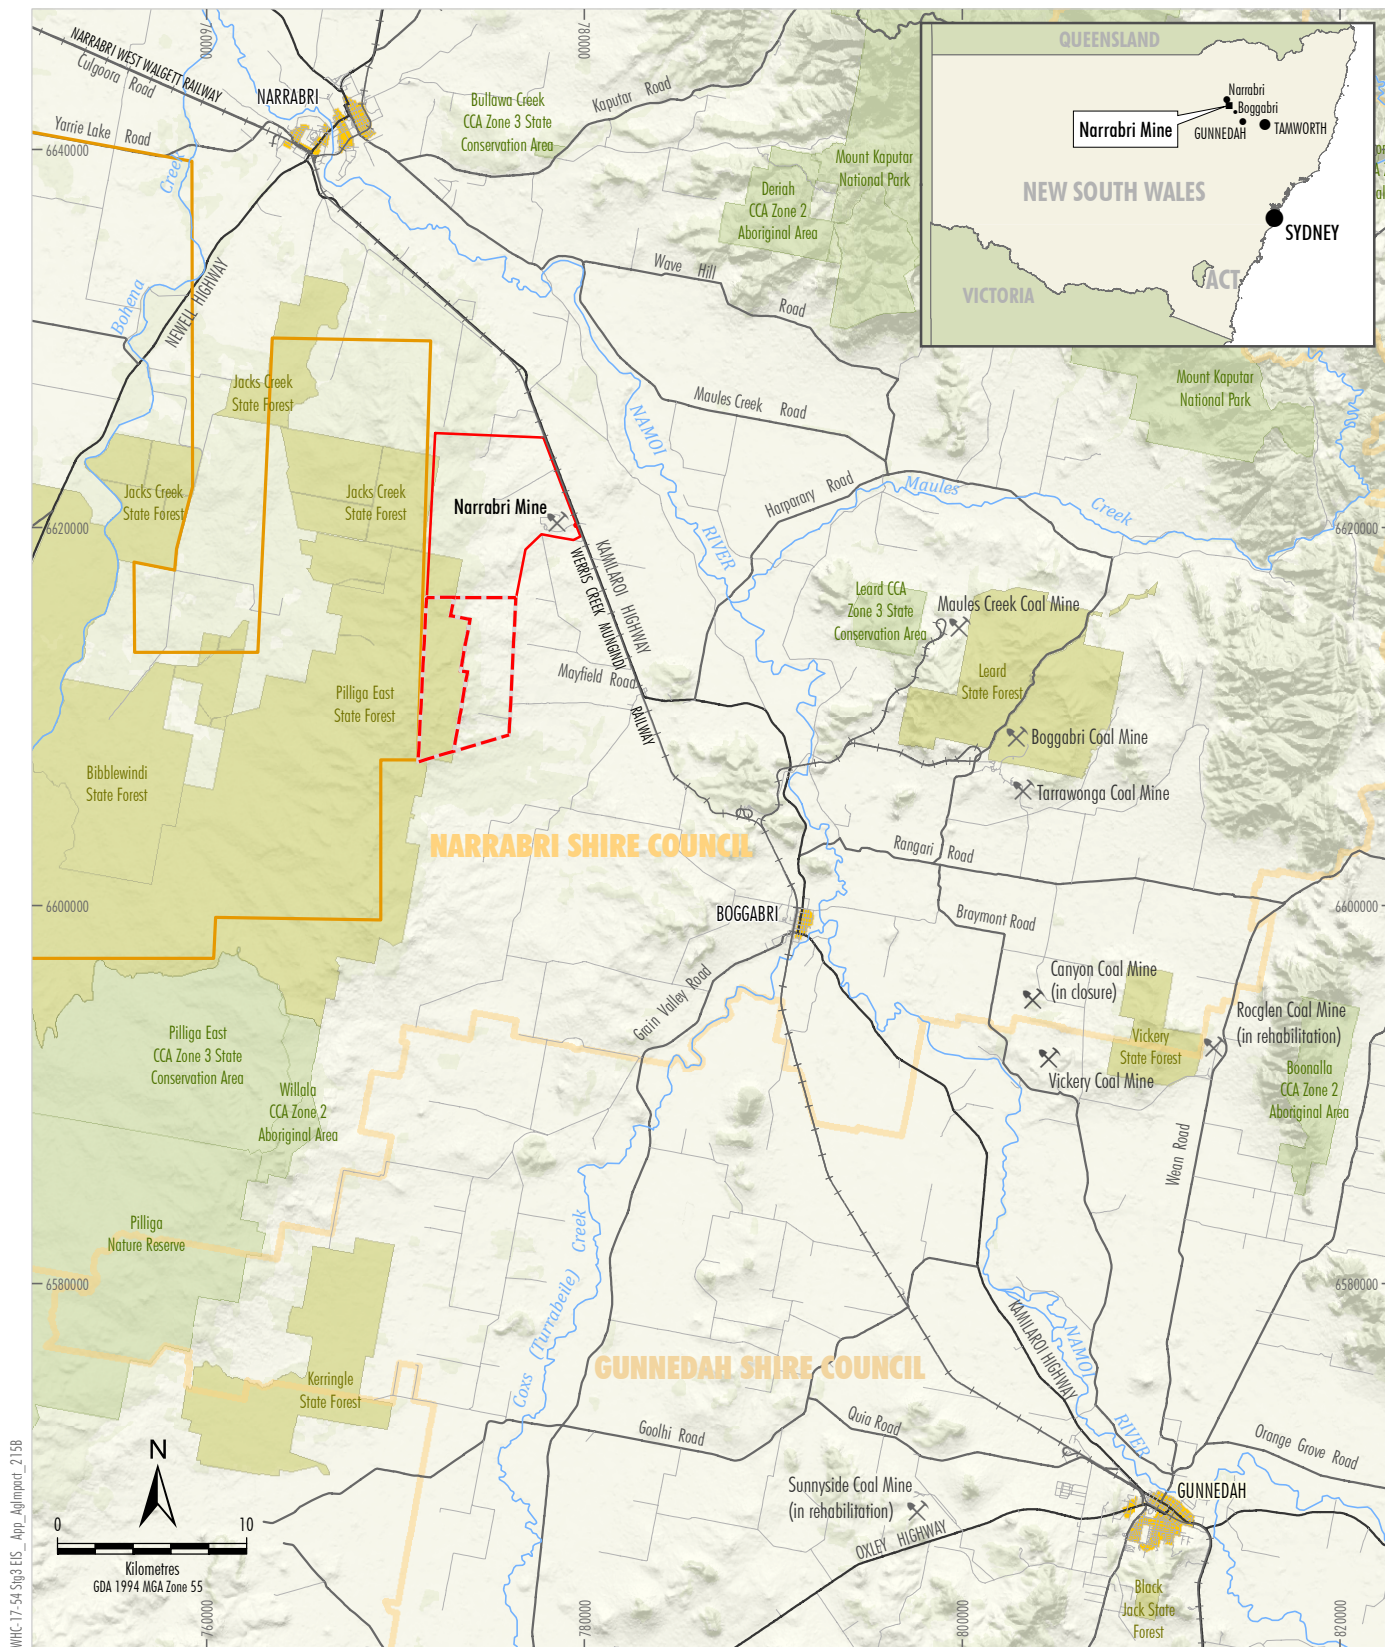 760000
780000
NARRABRI WEST WALGETT RAILWAY
Culgoora Road
NARRABRI
Yarrie Lake Road
6640000
Creek
Bohena
NEWELL HIGHWAY
Bullawa Creek
CCA Zone 3 State
Conservation Area
Kaputar Road
Mount Kaputar
National Park
Deriah
CCA Zone 2
Aboriginal Area
Wave Hill
Road
QUEENSLAND
Narrabri
Boggabri
Narrabri Mine
GUNNEDAH
TAMWORTH
NEW SOUTH WALES
SYDNEY
ACT
VICTORIA
Jacks Creek
State Forest
Maules Creek Road
NAMOI
RIVER
Mount Kaputar
National Park
Jacks Creek
State Forest
Jacks Creek
State Forest
Narrabri Mine
Harparary Road
Maules
Creek
6620000
6620000
KAMILAROI HIGHWAY
WERRIS CREEK MUNGINDI
RAILWAY
Leard CCA
Zone 3 State
Conservation Area
Maules Creek Coal Mine
Leard
State Forest
Mayfield Road
Pilliga East
State Forest
Boggabri Coal Mine
Tarrawonga Coal Mine
Bibblewindi
State Forest
NARRABRI SHIRE COUNCIL
Rangari Road
6600000
BOGGABRI
Braymont Road
6600000
Grain Valley Road
Canyon Coal Mine
(in closure)
Rocglen Coal Mine
(in rehabilitation)
Vickery
State Forest
Vickery Coal Mine
Pilliga East
CCA Zone 3 State
Conservation Area
Willala
CCA Zone 2
Aboriginal Area
Boonalla
CCA Zone 2
Aboriginal Area
Wean Road
Pilliga
Nature Reserve
6580000
6580000
Coxs (Turrabeile) Creek
KAMILAROI HIGHWAY
NAMOI
RIVER
GUNNEDAH SHIRE COUNCIL
Kerringle
State Forest
Goolhi Road
Quia Road
Orange Grove Road
Sunnyside Coal Mine
(in rehabilitation)
OXLEY HIGHWAY
GUNNEDAH
Black
Jack State
Forest
N
0 10
Kilometres
GDA 1994 MGA Zone 55
760000
780000
800000
820000
WHC-17-54 Stg3 EIS_ App_AgImpact_215B